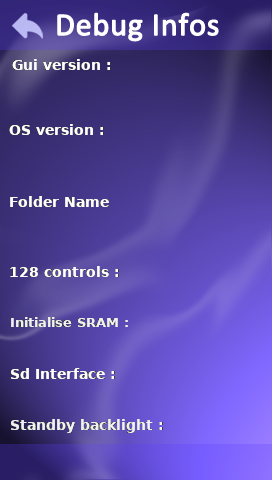 Debug Infos
Gui version :
OS version :
Folder Name
128 controls :
Initialise SRAM :
Sd Interface :
Standby backlight :